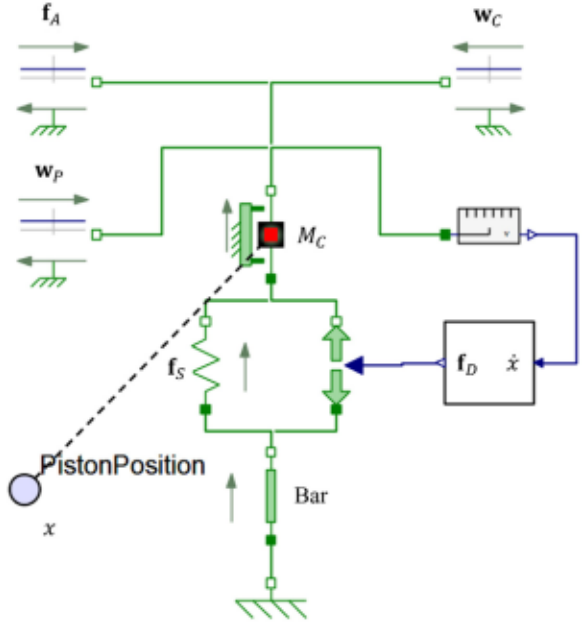 f_A
w_C
w_P
M_C
v
f_S
f_D ẋ
PistonPosition
x
Bar